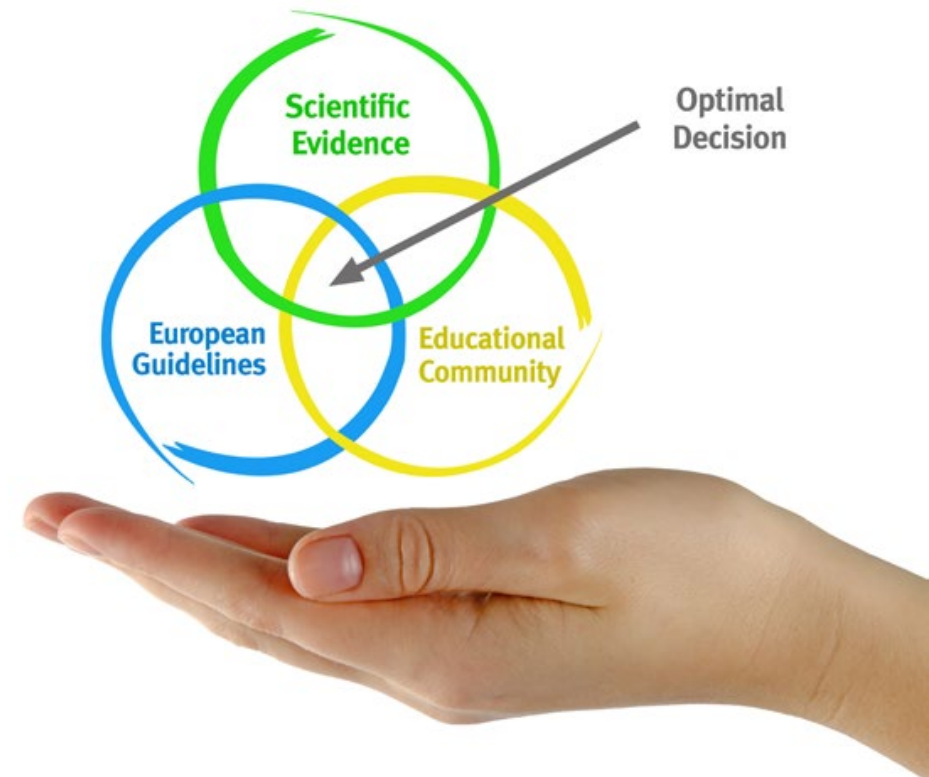 Scientific
Evidence
Optimal
Decision
European
Guidelines
Educational
Community